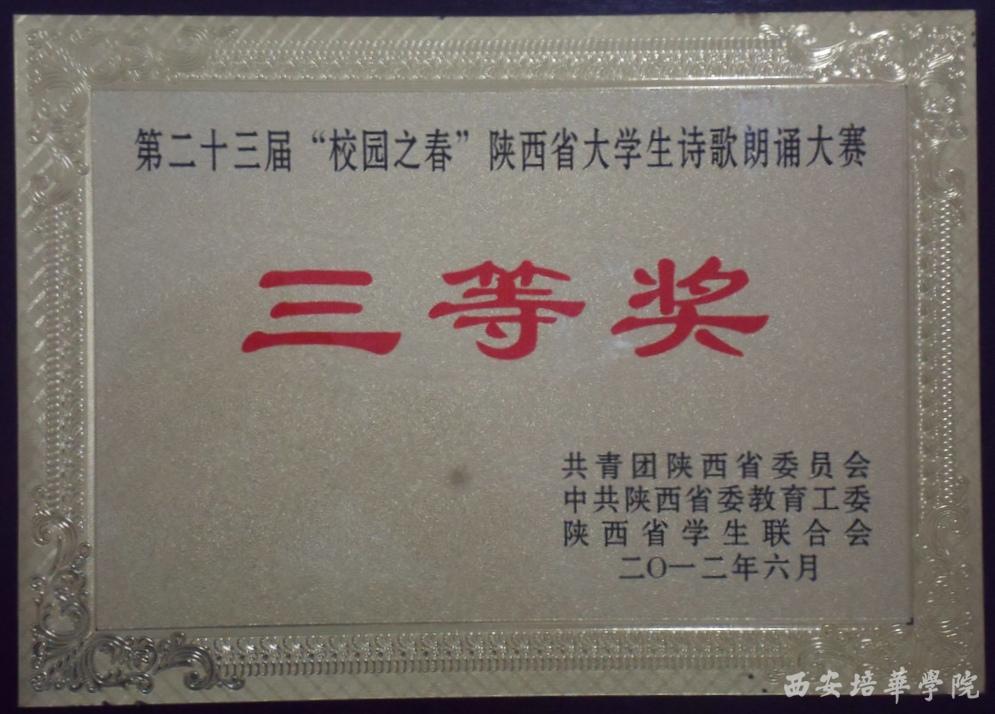 第二十三届“校园之春”陕西省大学生诗歌朗诵大赛
三等奖
共青团陕西省委员会
中共陕西省委教育工委
陕西省学生联合会
二〇一二年六月
西安培華學院